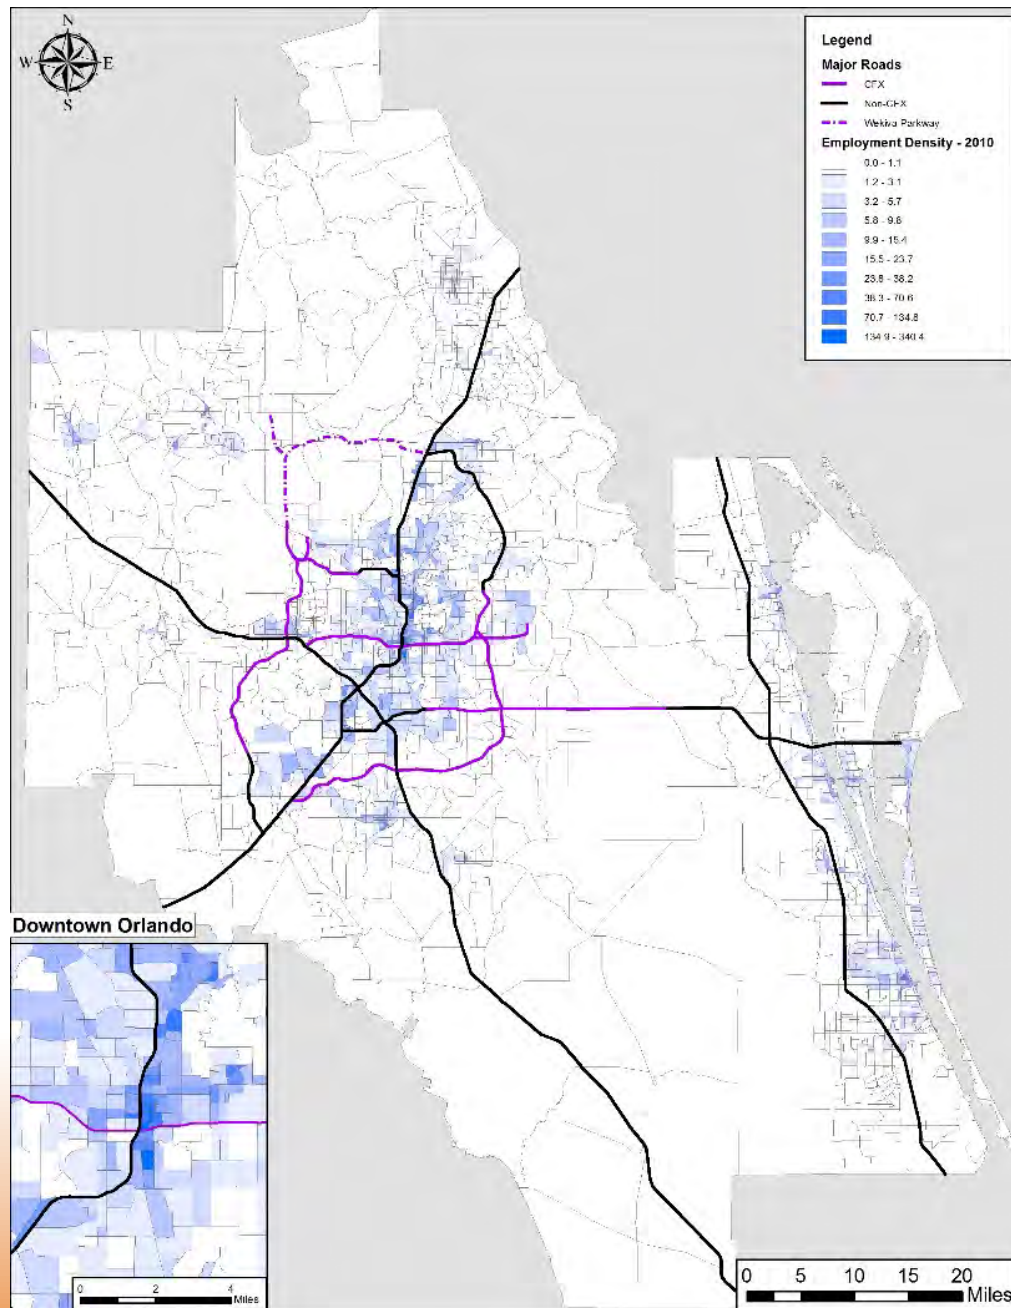 N
W E
S
Legend
Major Roads
CFX
Non-CFX
Wekiva Parkway
Employment Density - 2010
0.0 - 1.1
1.2 - 3.1
3.2 - 5.7
5.8 - 9.8
9.9 - 15.4
15.5 - 23.7
23.8 - 38.2
38.3 - 70.6
70.7 - 134.8
134.9 - 340.4
Downtown Orlando
0 2 4
Miles
0 5 10 15 20
Miles